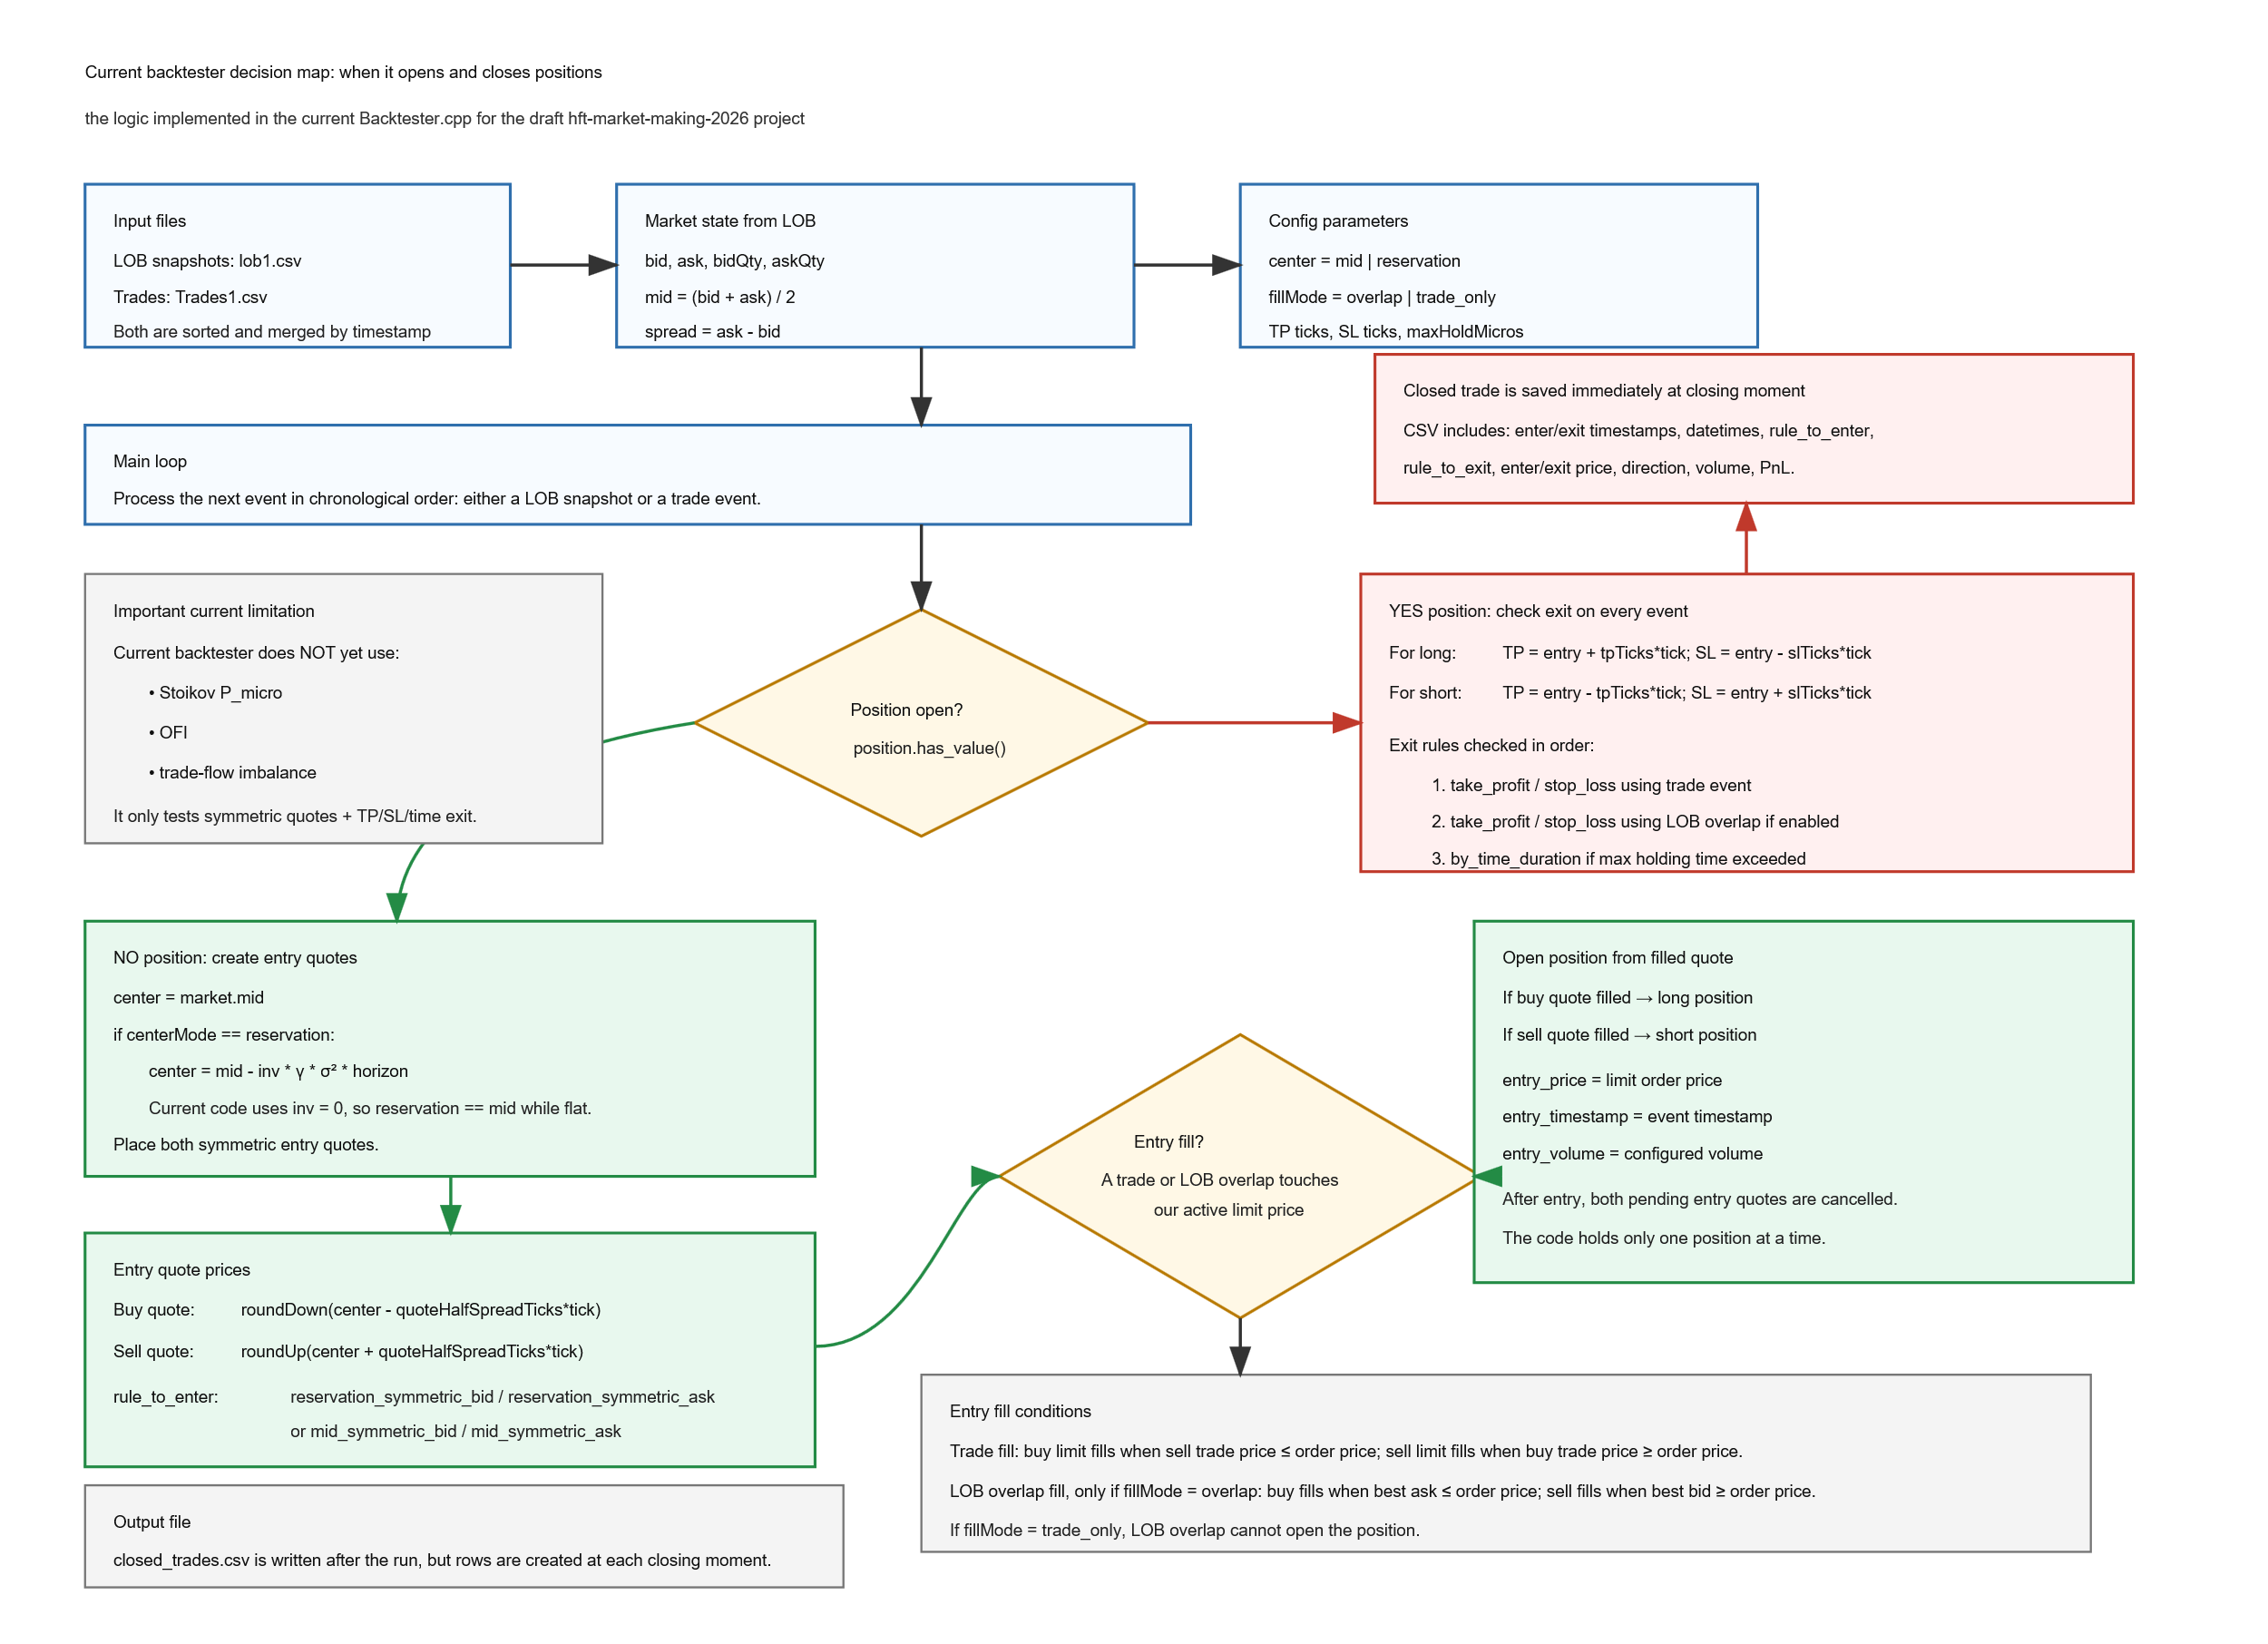 Current backtester decision map: when it opens and closes positions
the logic implemented in the current Backtester.cpp for the draft hft-market-making-2026 project
Input files
LOB snapshots: lob1.csv
Trades: Trades1.csv
Both are sorted and merged by timestamp
Market state from LOB
bid, ask, bidQty, askQty
mid = (bid + ask) / 2
spread = ask - bid
Config parameters
center = mid | reservation
fillMode = overlap | trade_only
TP ticks, SL ticks, maxHoldMicros
Closed trade is saved immediately at closing moment
CSV includes: enter/exit timestamps, datetimes, rule_to_enter,
rule_to_exit, enter/exit price, direction, volume, PnL.
Main loop
Process the next event in chronological order: either a LOB snapshot or a trade event.
Important current limitation
Current backtester does NOT yet use:
• Stoikov P_micro
• OFI
• trade-flow imbalance
It only tests symmetric quotes + TP/SL/time exit.
Position open?
position.has_value()
YES position: check exit on every event
For long: TP = entry + tpTicks*tick; SL = entry - slTicks*tick
For short: TP = entry - tpTicks*tick; SL = entry + slTicks*tick
Exit rules checked in order:
1. take_profit / stop_loss using trade event
2. take_profit / stop_loss using LOB overlap if enabled
3. by_time_duration if max holding time exceeded
NO position: create entry quotes
center = market.mid
if centerMode == reservation:
center = mid - inv * γ * σ² * horizon
Current code uses inv = 0, so reservation == mid while flat.
Place both symmetric entry quotes.
Entry quote prices
Buy quote: roundDown(center - quoteHalfSpreadTicks*tick)
Sell quote: roundUp(center + quoteHalfSpreadTicks*tick)
rule_to_enter: reservation_symmetric_bid / reservation_symmetric_ask
or mid_symmetric_bid / mid_symmetric_ask
Entry fill?
A trade or LOB overlap touches
our active limit price
Open position from filled quote
If buy quote filled → long position
If sell quote filled → short position
entry_price = limit order price
entry_timestamp = event timestamp
entry_volume = configured volume
After entry, both pending entry quotes are cancelled.
The code holds only one position at a time.
Entry fill conditions
Trade fill: buy limit fills when sell trade price ≤ order price; sell limit fills when buy trade price ≥ order price.
LOB overlap fill, only if fillMode = overlap: buy fills when best ask ≤ order price; sell fills when best bid ≥ order price.
If fillMode = trade_only, LOB overlap cannot open the position.
Output file
closed_trades.csv is written after the run, but rows are created at each closing moment.